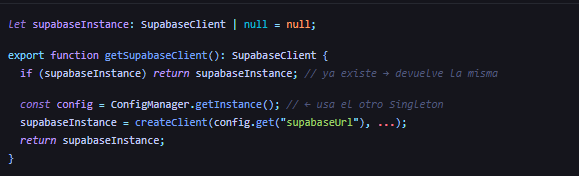 let supabaseInstance: SupabaseClient | null = null;
export function getSupabaseClient(): SupabaseClient {
if (supabaseInstance) return supabaseInstance; // ya existe → devuelve la misma
const config = ConfigManager.getInstance(); // ← usa el otro Singleton
supabaseInstance = createClient(config.get("supabaseUrl"), ...);
return supabaseInstance;
}